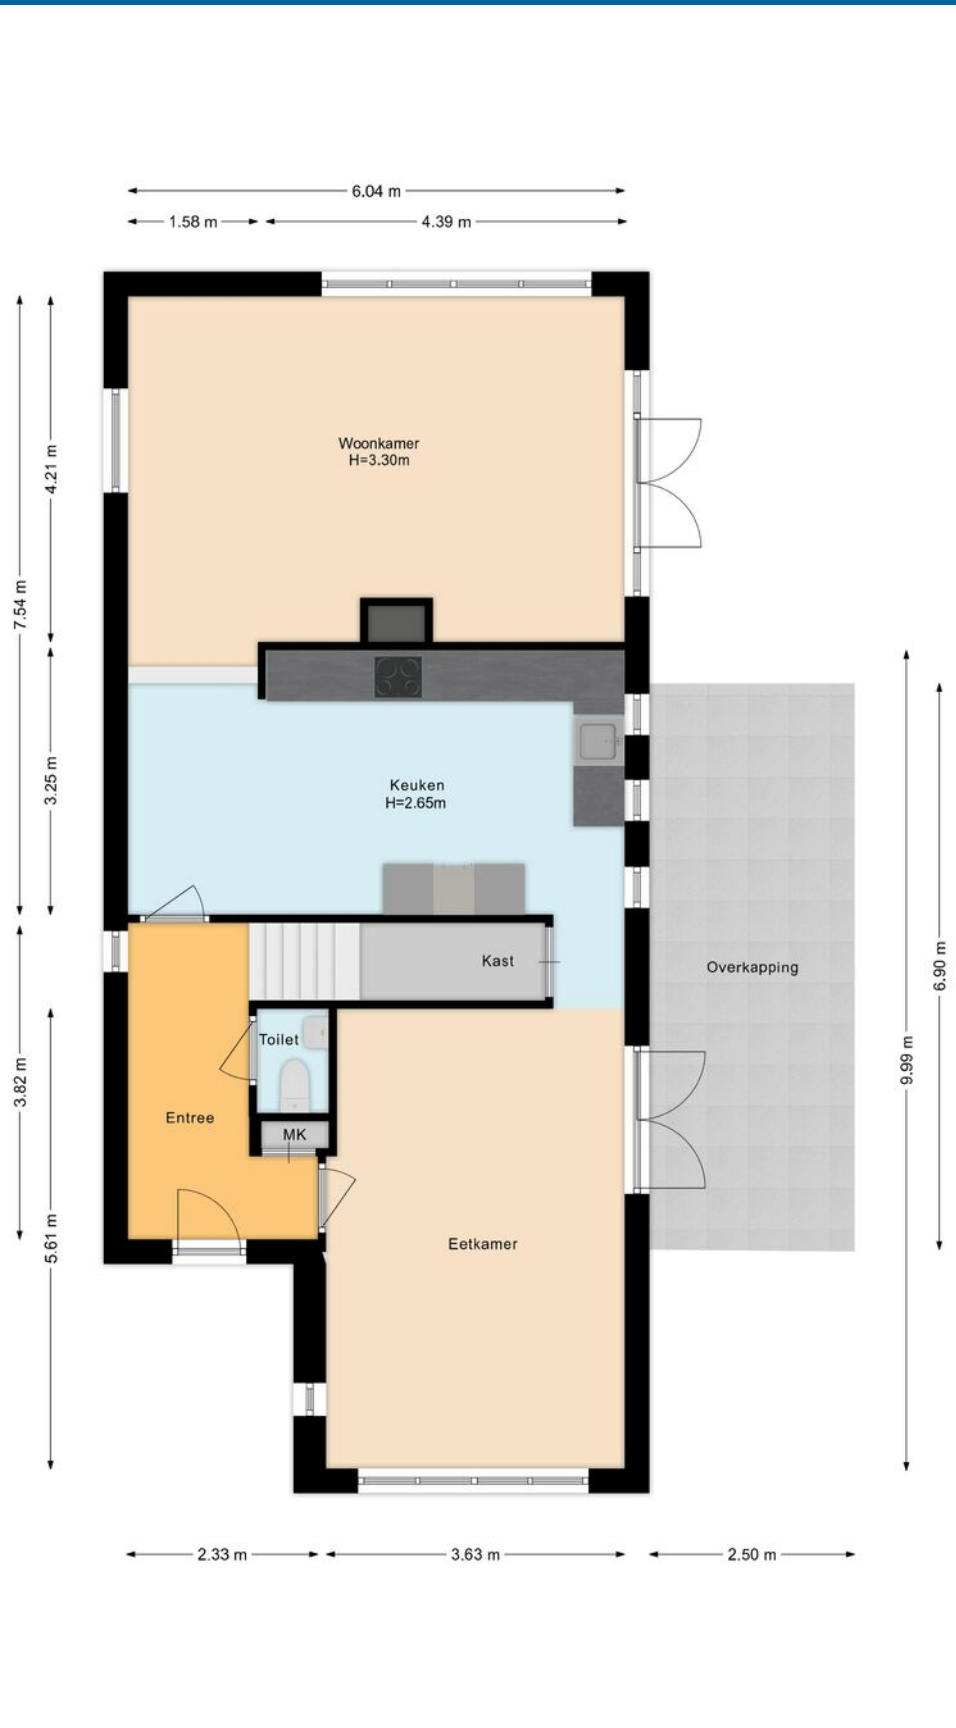 6.04 m
1.58 m
4.39 m
7.54 m
4.21 m
Woonkamer
H=3.30m
3.25 m
Keuken
H=2.65m
Kast
Overkapping
6.90 m
9.99 m
3.82 m
Toilet
Entree
MK
5.61 m
Eetkamer
2.33 m
3.63 m
2.50 m